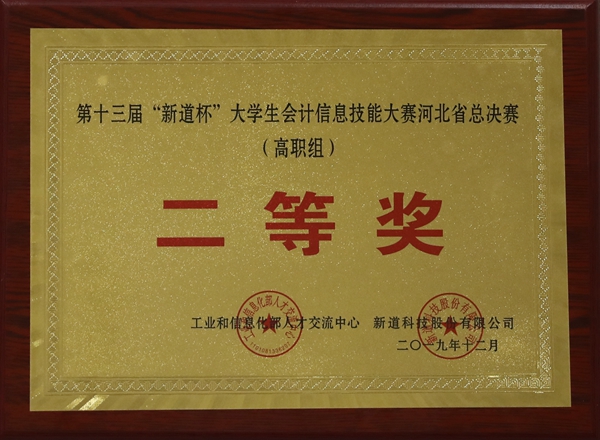 第十三届“新道杯”大学生会计信息技能大赛河北省总决赛
（高职组）
二等奖
工业和信息化部人才交流中心 新道科技股份有限公司
二〇一九年十二月